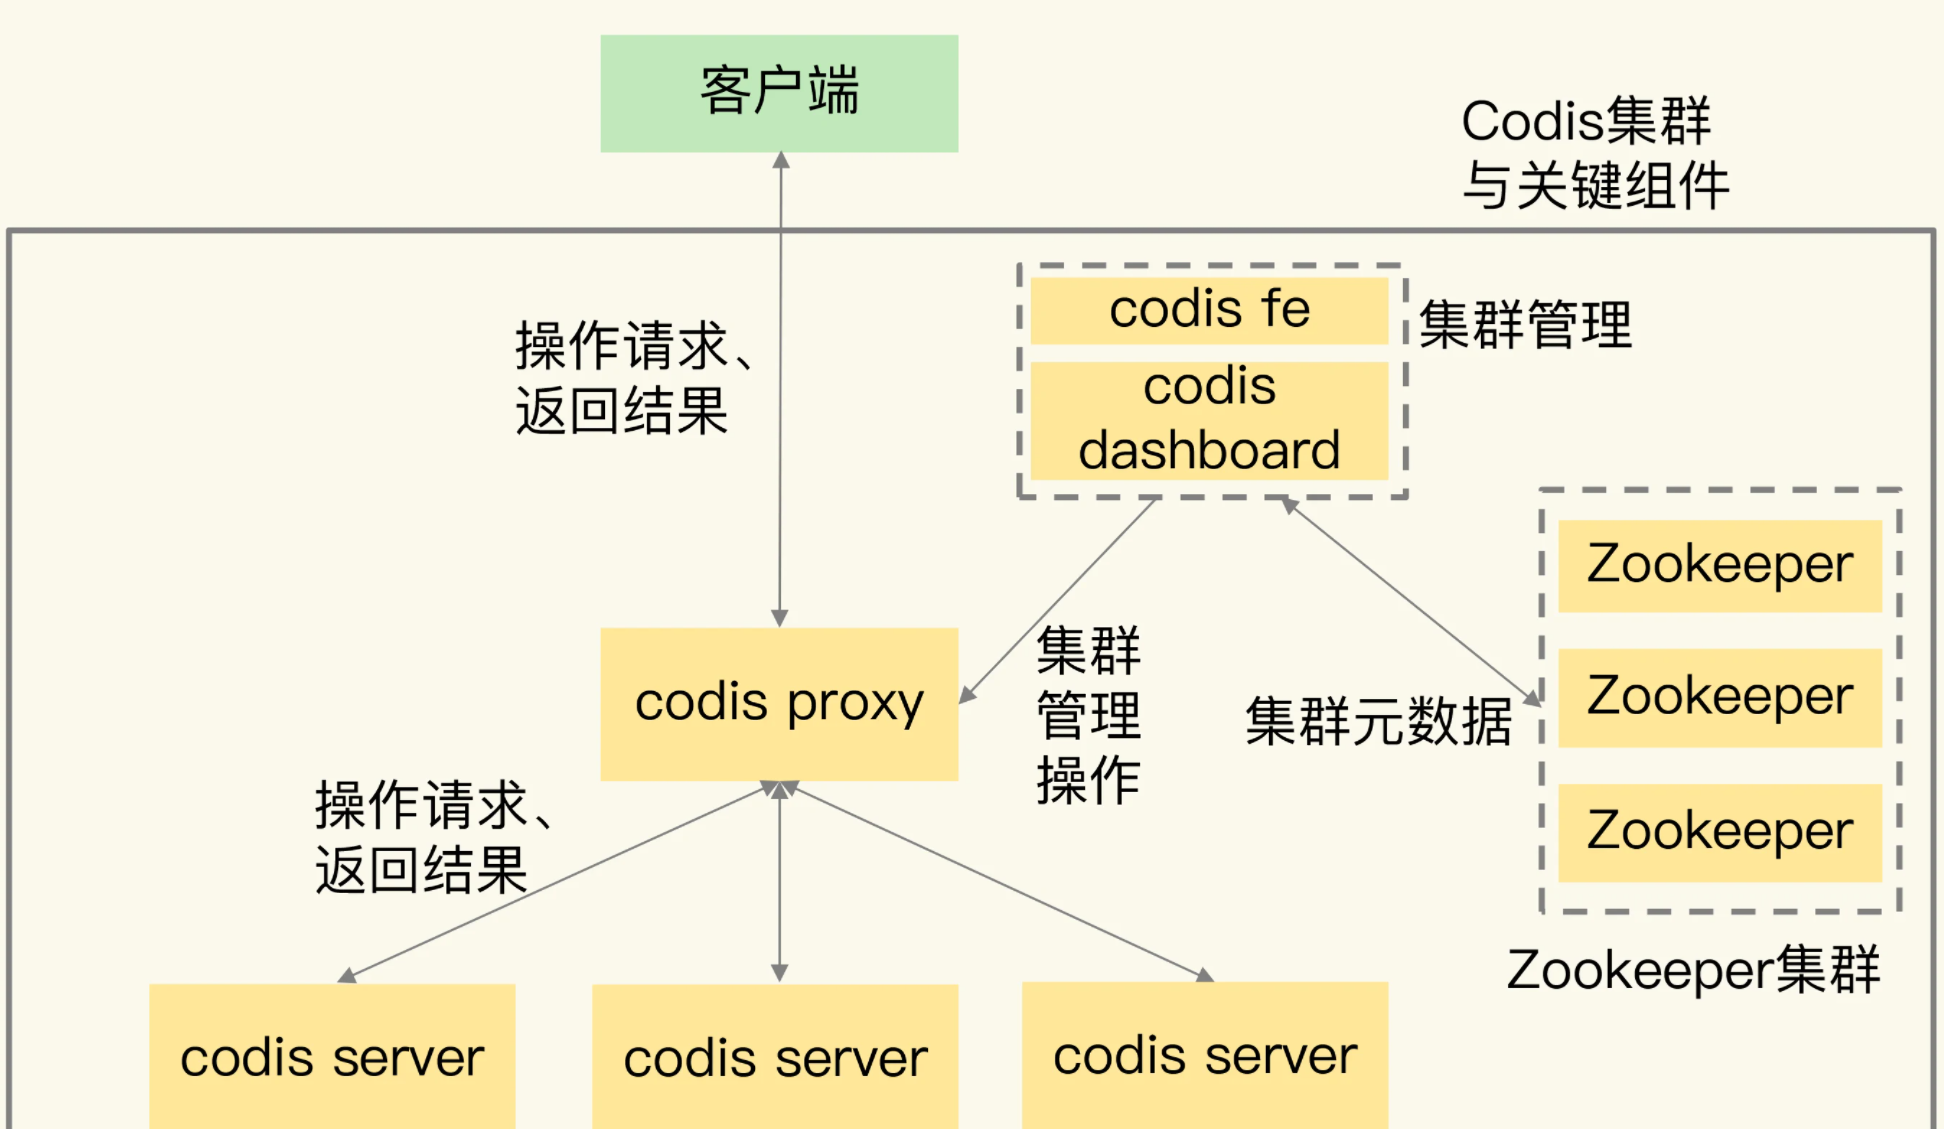 客户端
Codis集群
与关键组件
操作请求、
返回结果
codis fe
codis
dashboard
集群管理
Zookeeper
Zookeeper
Zookeeper
Zookeeper集群
codis proxy
集群
管理
操作
集群元数据
操作请求、
返回结果
codis server
codis server
codis server